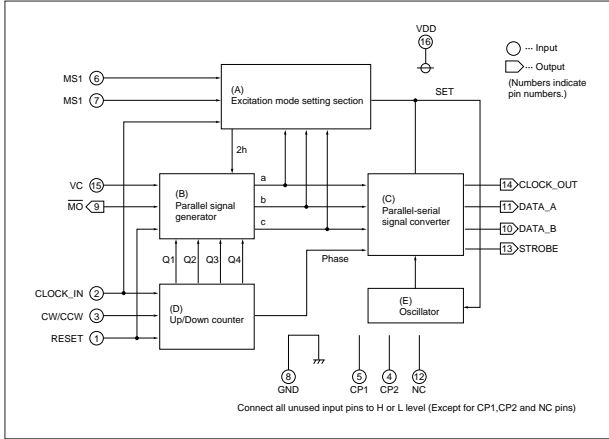 VDD
16
... Input
... Output
(Numbers indicate
pin numbers.)
MS1 6
MS1 7
(A)
Excitation mode setting section
SET
2h
VC 15
MO 9
(B)
Parallel signal
generator
a
b
c
(C)
Parallel-serial
signal converter
14 CLOCK_OUT
11 DATA_A
10 DATA_B
13 STROBE
Q1 Q2 Q3 Q4
Phase
CLOCK_IN 2
CW/CCW 3
RESET 1
(D)
Up/Down counter
(E)
Oscillator
8
GND
5
CP1
4
CP2
12
NC
Connect all unused input pins to H or L level (Except for CP1,CP2 and NC pins)